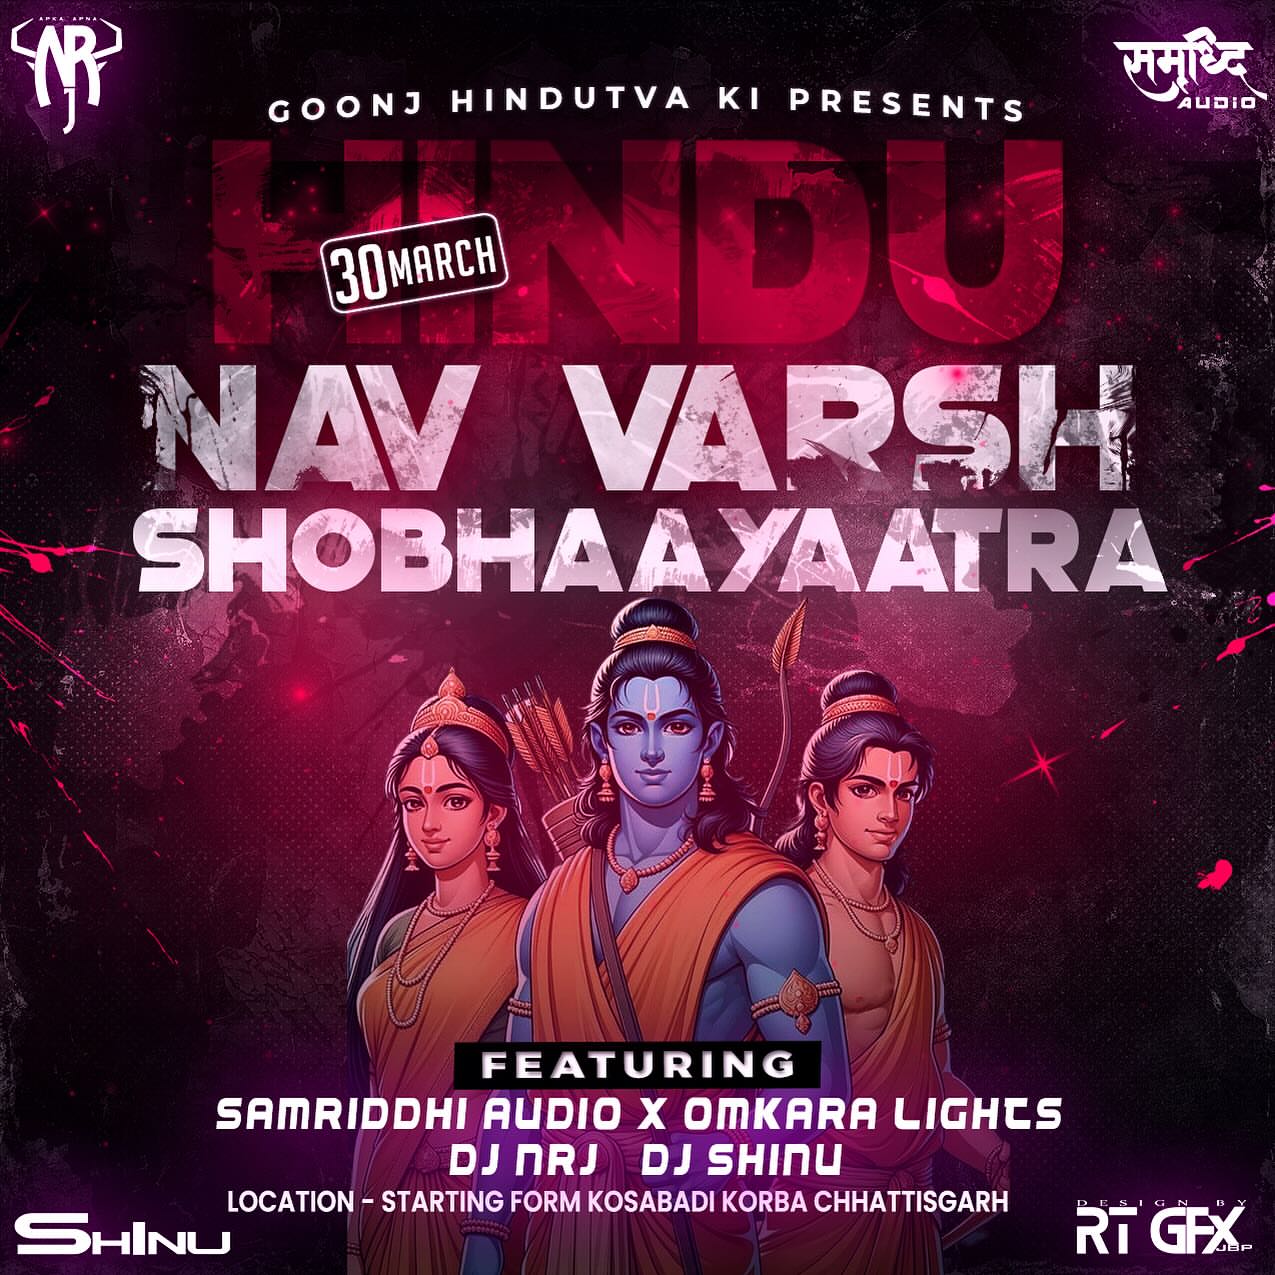 APKA APNA
NRJ
समृध्दि
AUDIO
GOONJ HINDUTVA KI PRESENTS
HINDU
30 MARCH
NAV VARSH
SHOBHAAYAATRA
FEATURING
SAMRIDDHI AUDIO X OMKARA LIGHTS
DJ NRJ DJ SHINU
LOCATION - STARTING FORM KOSABADI KORBA CHHATTISGARH
SHINU
DESIGN BY
RT GFX
JBP